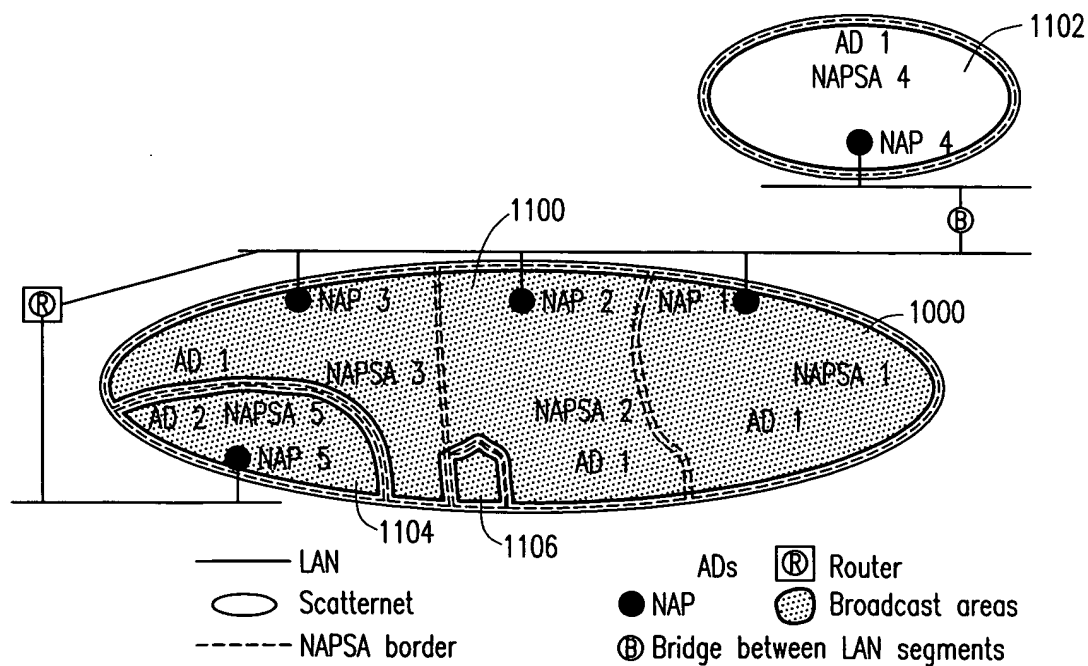 1102
AD 1
NAPSA 4
NAP 4
B
1100
R
NAP 3
NAP 2
NAP 1
1000
AD 1
NAPSA 3
NAPSA 1
AD 2
NAPSA 5
NAPSA 2
AD 1
NAP 5
AD 1
1104
1106
LAN
ADs
R Router
Scatternet
NAP
Broadcast areas
NAPSA border
B Bridge between LAN segments